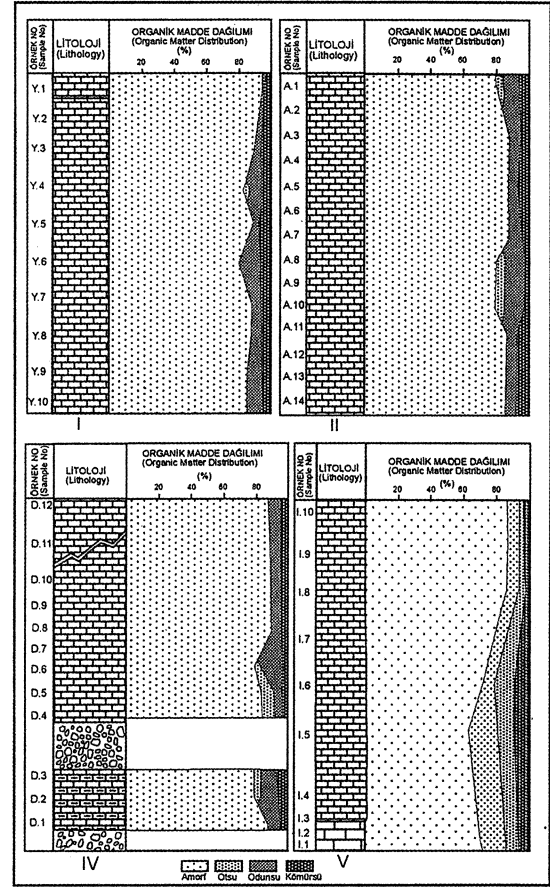 ÖRNEK NO
(Sample No)
LİTOLOJİ
(Lithology)
ORGANİK MADDE DAĞILIMI
(Organic Matter Distribution)
(%)
20 40 60 80
Y.1
Y.2
Y.3
Y.4
Y.5
Y.6
Y.7
Y.8
Y.9
Y.10
I
ÖRNEK NO
(Sample No)
LİTOLOJİ
(Lithology)
ORGANİK MADDE DAĞILIMI
(Organic Matter Distribution)
(%)
20 40 60 80
A.1
A.2
A.3
A.4
A.5
A.6
A.7
A.8
A.9
A.10
A.11
A.12
A.13
A.14
II
ÖRNEK NO
(Sample No)
LİTOLOJİ
(Lithology)
ORGANİK MADDE DAĞILIMI
(Organic Matter Distribution)
(%)
20 40 60 80
D.12
D.11
D.10
D.9
D.8
D.7
D.6
D.5
D.4
D.3
D.2
D.1
IV
ÖRNEK NO
(Sample No)
LİTOLOJİ
(Lithology)
ORGANİK MADDE DAĞILIMI
(Organic Matter Distribution)
(%)
20 40 60 80
I.10
I.9
I.8
I.7
I.6
I.5
I.4
I.3
I.2
I.1
V
Amorf Otsu Odunsu Kömürsü